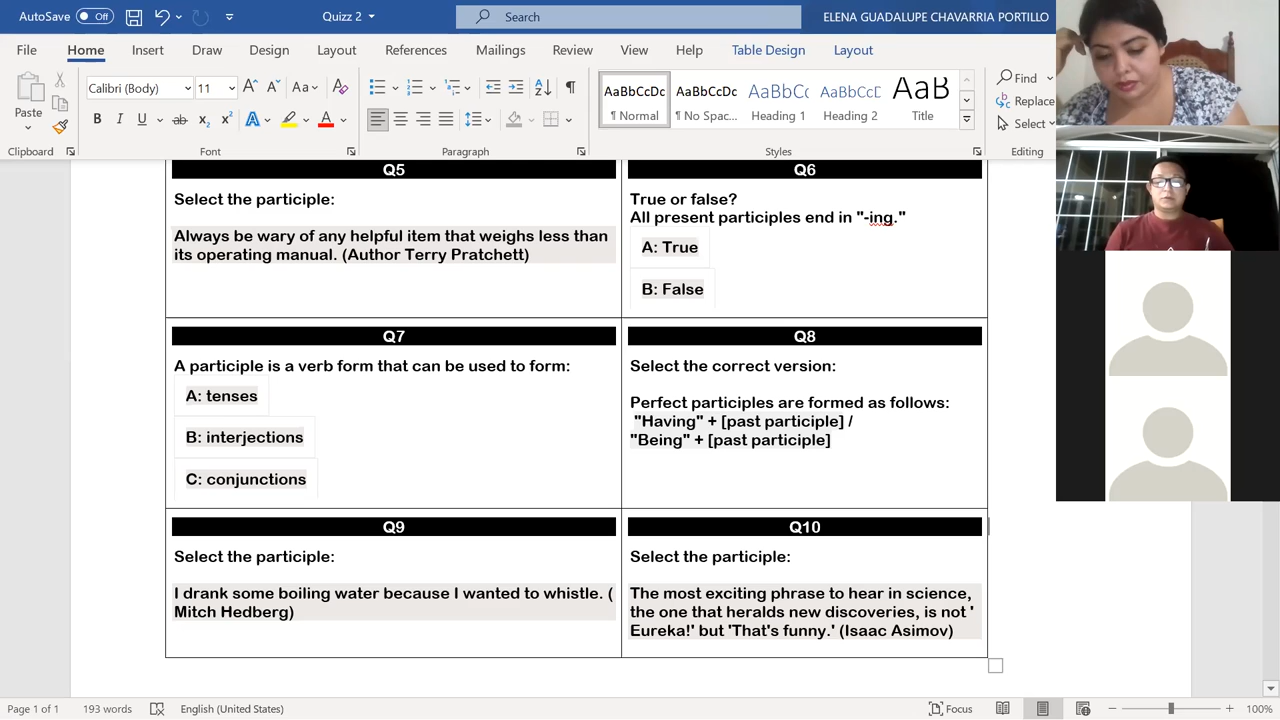 AutoSave Off Quizz 2 Search ELENA GUADALUPE CHAVARRIA PORTILLO
File Home Insert Draw Design Layout References Mailings Review View Help Table Design Layout
Paste
Calibri (Body) 11
Clipboard Font Paragraph Styles Editing
AaBbCcDc AaBbCcDc AaBbCc AaBbCcD AaB
¶ Normal ¶ No Spac... Heading 1 Heading 2 Title
Find
Replace
Select
Q5
Select the participle:
Always be wary of any helpful item that weighs less than
its operating manual. (Author Terry Pratchett)
Q6
True or false?
All present participles end in "-ing."
A: True
B: False
Q7
A participle is a verb form that can be used to form:
A: tenses
B: interjections
C: conjunctions
Q8
Select the correct version:
Perfect participles are formed as follows:
"Having" + [past participle] /
"Being" + [past participle]
Q9
Select the participle:
I drank some boiling water because I wanted to whistle. (
Mitch Hedberg)
Q10
Select the participle:
The most exciting phrase to hear in science,
the one that heralds new discoveries, is not '
Eureka!' but 'That's funny.' (Isaac Asimov)
Page 1 of 1 193 words English (United States) Focus 100%